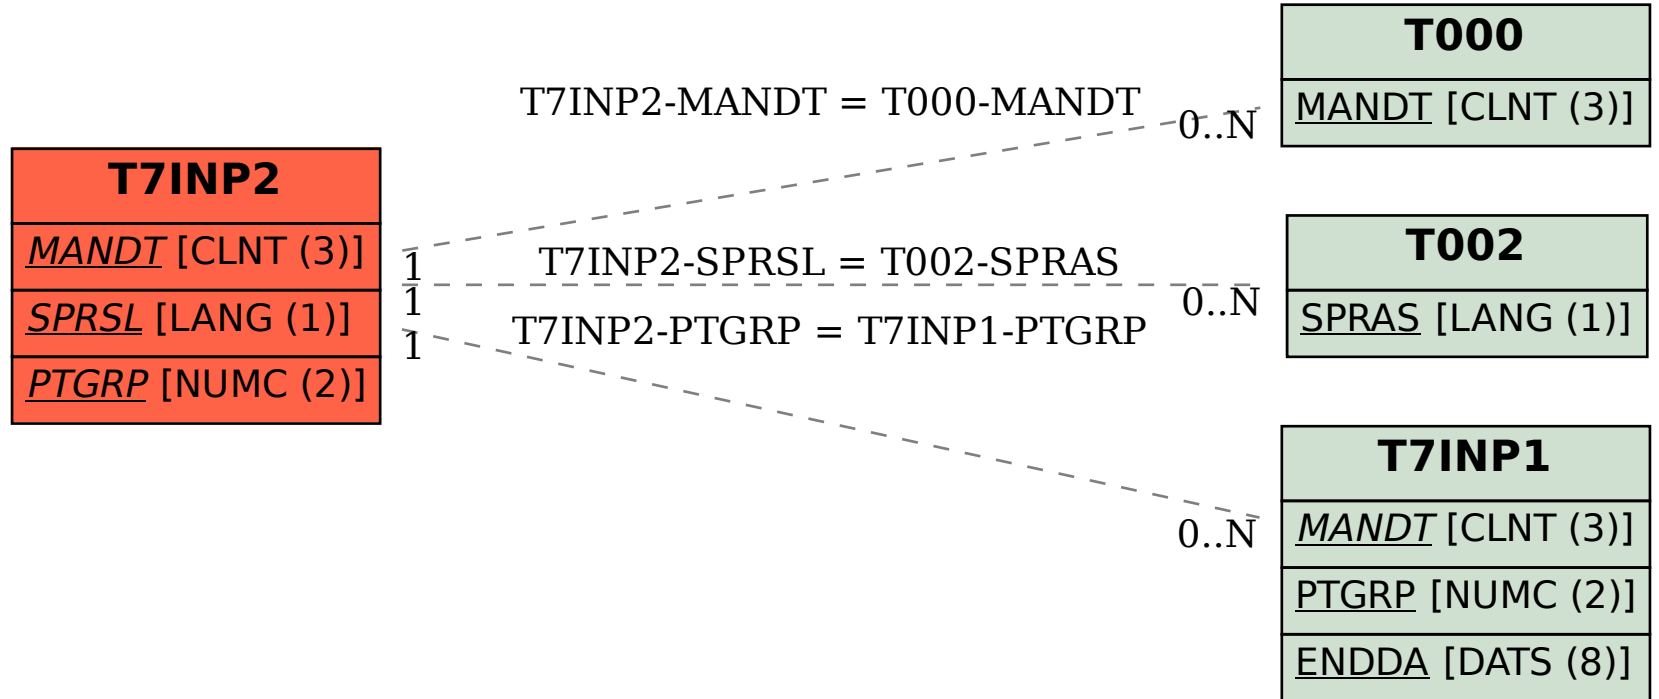 T7INP2
MANDT [CLNT (3)]
SPRSL [LANG (1)]
PTGRP [NUMC (2)]
T7INP2-MANDT = T000-MANDT
1
0..N
T7INP2-SPRSL = T002-SPRAS
1
0..N
T7INP2-PTGRP = T7INP1-PTGRP
1
0..N
T000
MANDT [CLNT (3)]
T002
SPRAS [LANG (1)]
T7INP1
MANDT [CLNT (3)]
PTGRP [NUMC (2)]
ENDDA [DATS (8)]